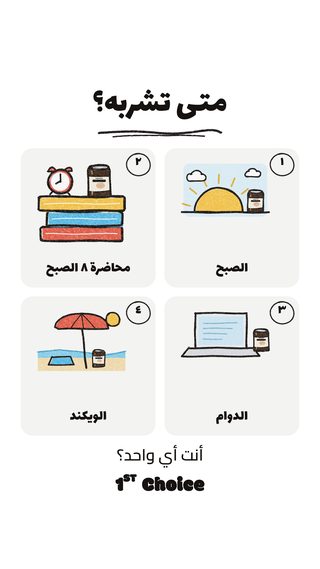 متى تشربه؟
١
الصبح
٢
محاضرة ٨ الصبح
٣
الدوام
٤
الويكند
أنت أي واحد؟
1ST Choice